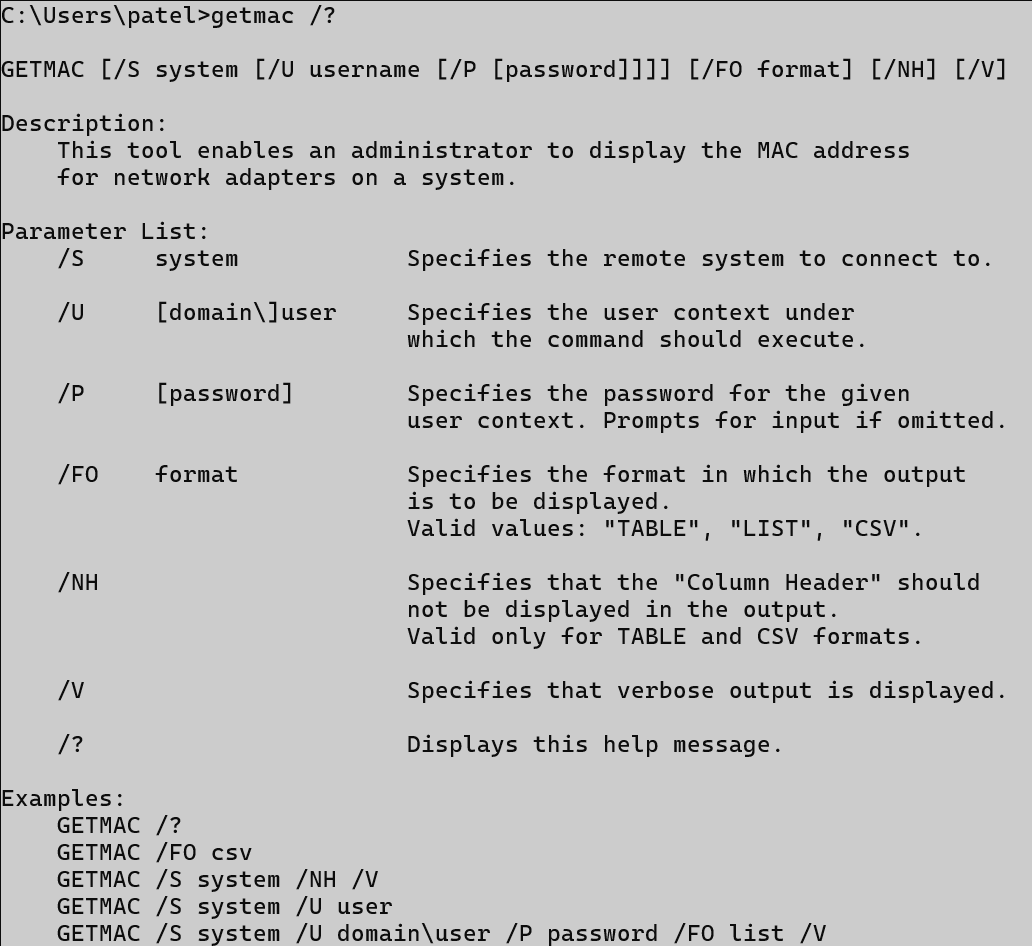 C:\Users\patel>getmac /?
GETMAC [/S system [/U username [/P [password]]]] [/FO format] [/NH] [/V]
Description:
This tool enables an administrator to display the MAC address
for network adapters on a system.
Parameter List:
/S system Specifies the remote system to connect to.
/U [domain\]user Specifies the user context under
which the command should execute.
/P [password] Specifies the password for the given
user context. Prompts for input if omitted.
/FO format Specifies the format in which the output
is to be displayed.
Valid values: "TABLE", "LIST", "CSV".
/NH Specifies that the "Column Header" should
not be displayed in the output.
Valid only for TABLE and CSV formats.
/V Specifies that verbose output is displayed.
/? Displays this help message.
Examples:
GETMAC /?
GETMAC /FO csv
GETMAC /S system /NH /V
GETMAC /S system /U user
GETMAC /S system /U domain\user /P password /FO list /V